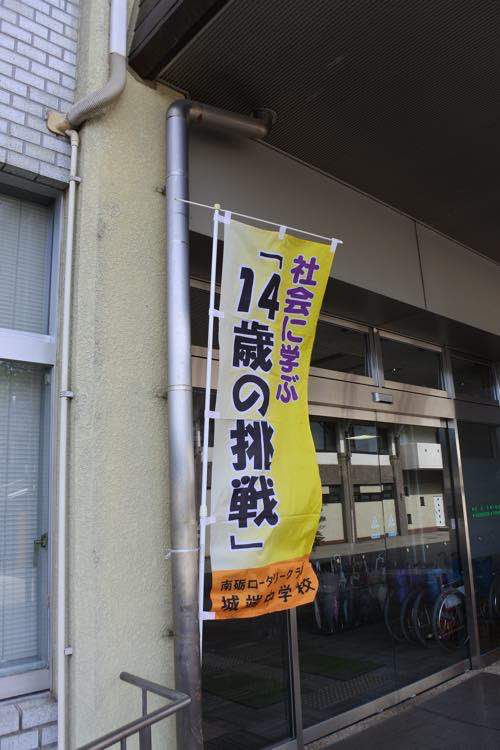 社会に学ぶ
「14歳の挑戦」
南砺ロータリークラブ
城端中学校